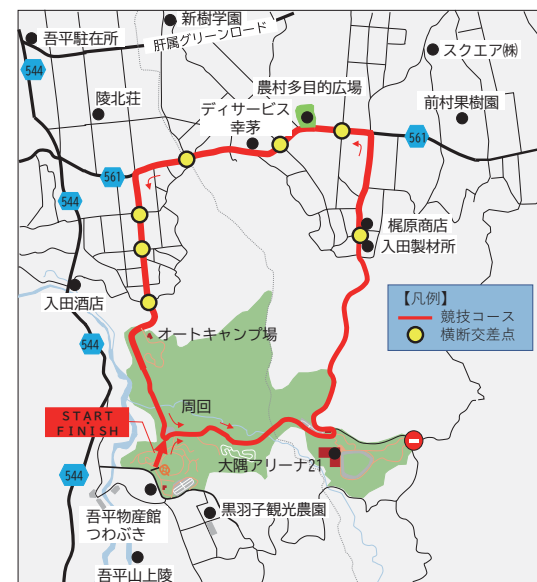 新樹学園
吾平駐在所
肝属グリーンロード
544
スクエア㈱
農村多目的広場
陵北荘
前村果樹園
デイサービス
幸茅
561
561
544
梶原商店
入田製材所
入田酒店
【凡例】
競技コース
横断交差点
オートキャンプ場
544
周回
START
FINISH
大隅アリーナ21
544
吾平物産館
つわぶき
黒羽子観光農園
吾平山上陵